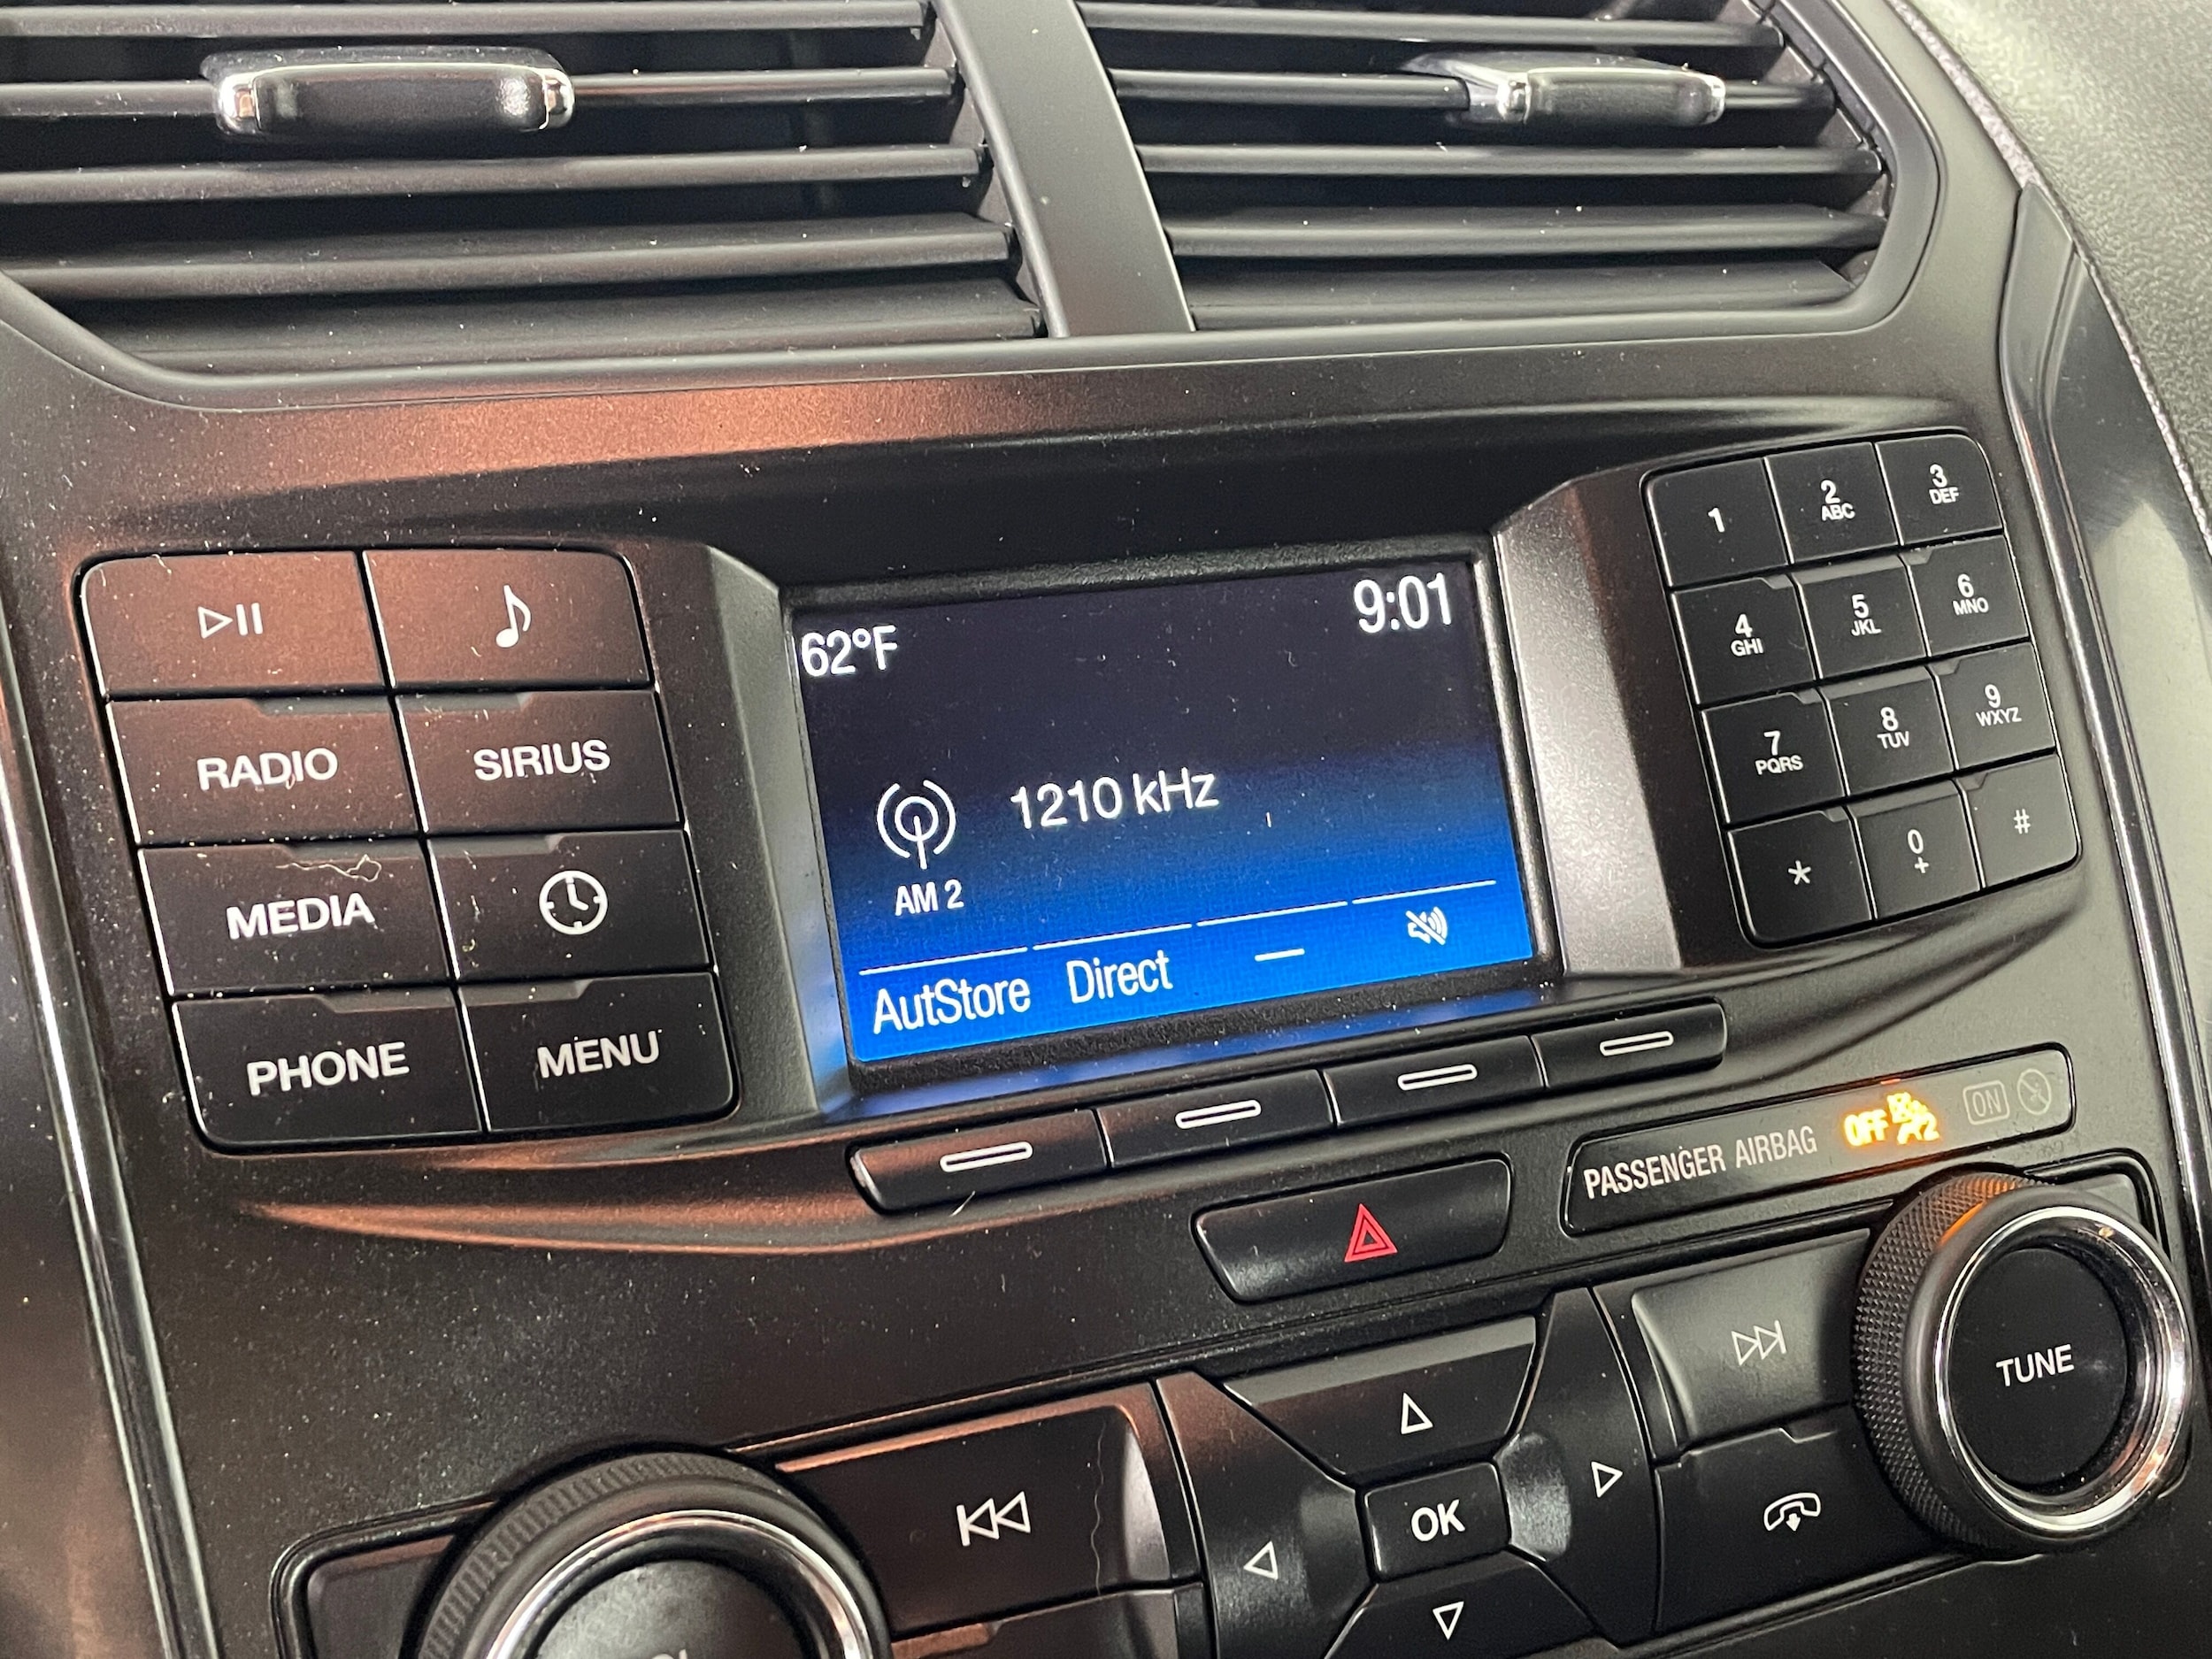 62°F
9:01
1210 kHz
AM 2
AutStore Direct
RADIO
SIRIUS
MEDIA
PHONE
MENU
1
2
ABC
3
DEF
4
GHI
5
JKL
6
MNO
7
PQRS
8
TUV
9
WXYZ
*
0
+
#
PASSENGER AIRBAG OFF 2 ON
TUNE
OK